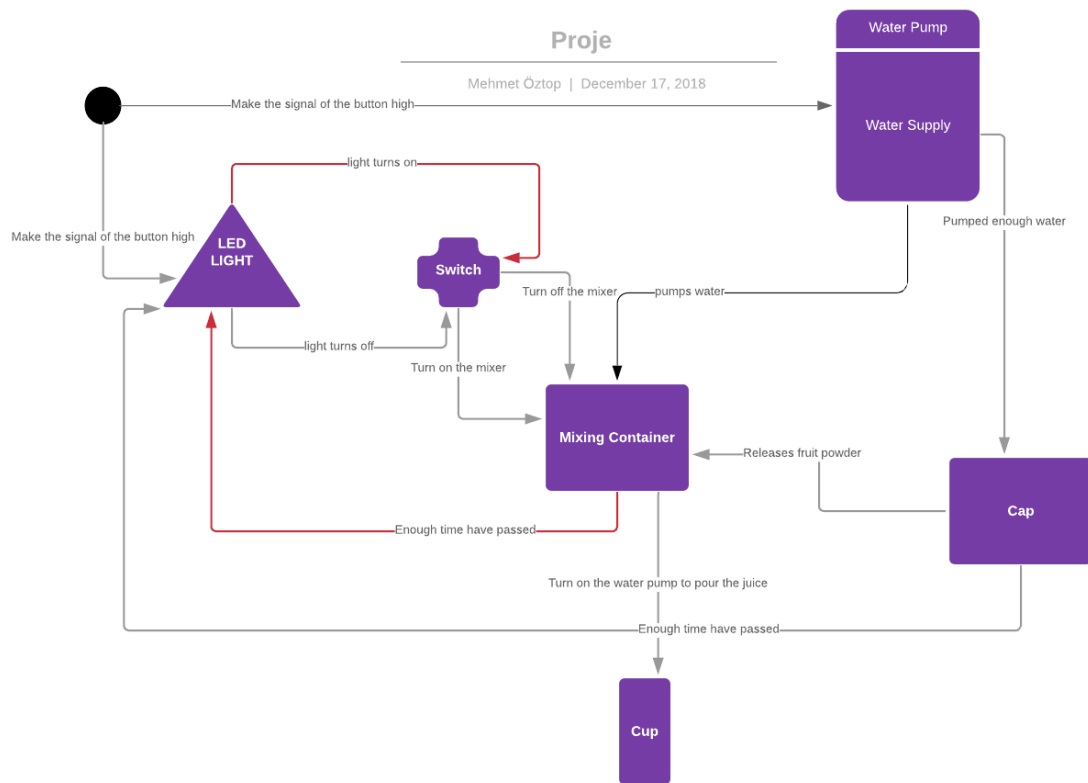 Proje
Mehmet Öztop | December 17, 2018
Water Pump
Water Supply
Make the signal of the button high
light turns on
Make the signal of the button high
LED
LIGHT
Switch
Pumped enough water
Turn off the mixer
pumps water
light turns off
Turn on the mixer
Mixing Container
Releases fruit powder
Cap
Enough time have passed
Turn on the water pump to pour the juice
Enough time have passed
Cup